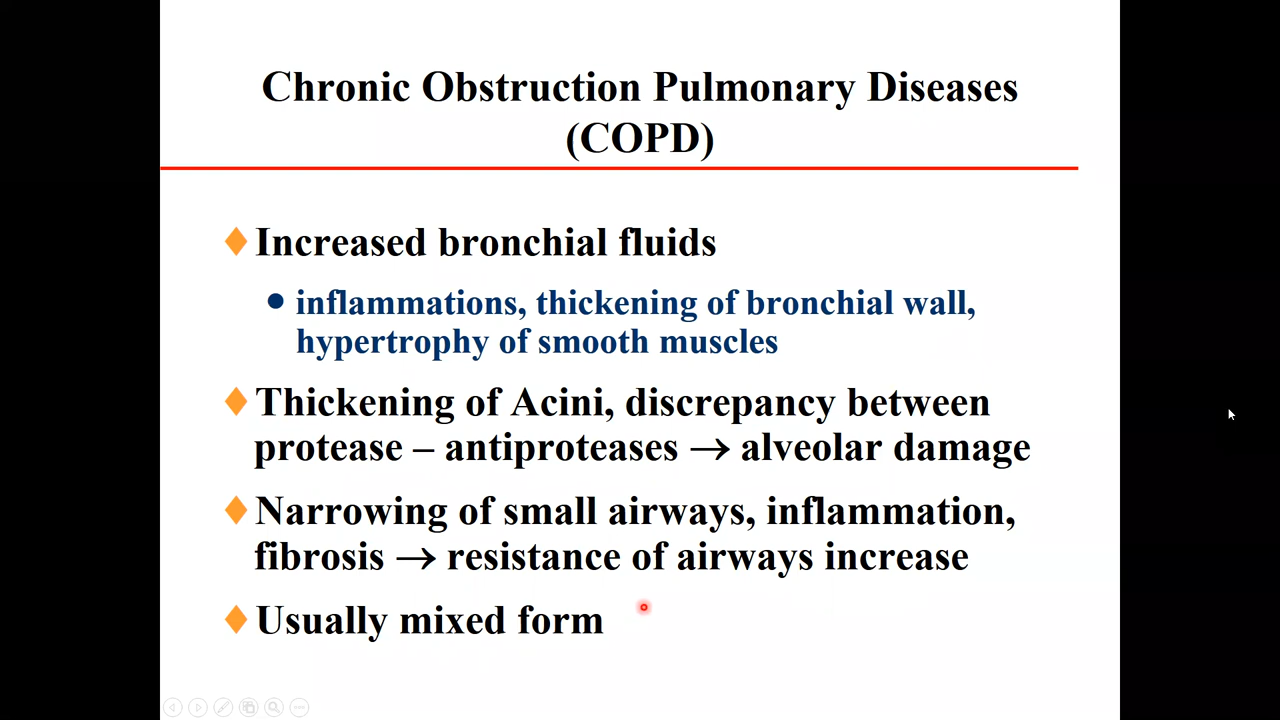 Chronic Obstruction Pulmonary Diseases
(COPD)
Increased bronchial fluids
inflammations, thickening of bronchial wall,
hypertrophy of smooth muscles
Thickening of Acini, discrepancy between
protease – antiproteases → alveolar damage
Narrowing of small airways, inflammation,
fibrosis → resistance of airways increase
Usually mixed form